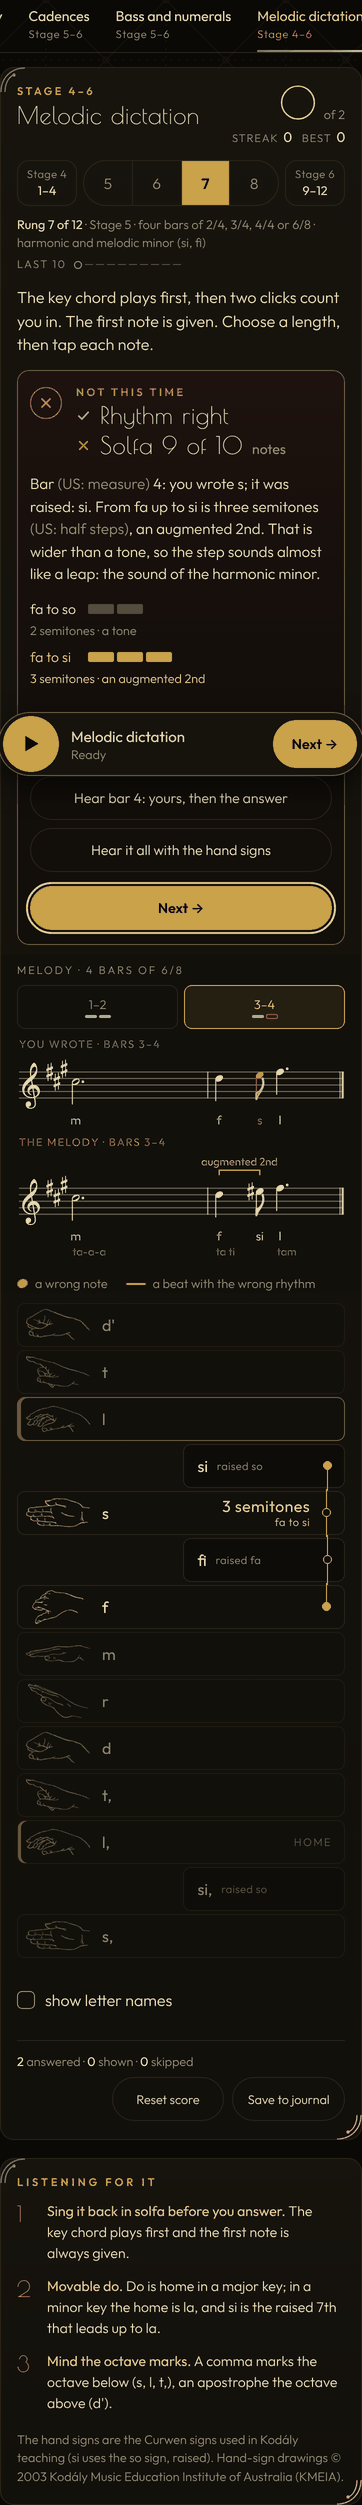 Cadences
Stage 5–6
Bass and numerals
Stage 5–6
Melodic dictation
Stage 4–6
STAGE 4–6
Melodic dictation
of 2
STREAK 0 BEST 0
Stage 4
1–4
5
6
7
8
Stage 6
9–12
Rung 7 of 12 · Stage 5 · four bars of 2/4, 3/4, 4/4 or 6/8 ·
harmonic and melodic minor (si, fi)
LAST 10
The key chord plays first, then two clicks count
you in. The first note is given. Choose a length,
then tap each note.
NOT THIS TIME
Rhythm right
Solfa 9 of 10 notes
Bar (US: measure) 4: you wrote s; it was
raised: si. From fa up to si is three semitones
(US: half steps), an augmented 2nd. That is
wider than a tone, so the step sounds almost
like a leap: the sound of the harmonic minor.
fa to so
2 semitones · a tone
fa to si
3 semitones · an augmented 2nd
Melodic dictation
Ready
Next →
Hear bar 4: yours, then the answer
Hear it all with the hand signs
Next →
MELODY · 4 BARS OF 6/8
1–2
3–4
YOU WROTE · BARS 3–4
m f s l
THE MELODY · BARS 3–4
augmented 2nd
m f si l
ta-a-a ta ti tam
a wrong note
a beat with the wrong rhythm
d'
t
l
si raised so
s
3 semitones
fa to si
fi raised fa
f
m
r
d
t,
l,
HOME
si, raised so
s,
show letter names
2 answered · 0 shown · 0 skipped
Reset score
Save to journal
LISTENING FOR IT
1 Sing it back in solfa before you answer. The
key chord plays first and the first note is
always given.
2 Movable do. Do is home in a major key; in a
minor key the home is la, and si is the raised 7th
that leads up to la.
3 Mind the octave marks. A comma marks the
octave below (s, l, t,), an apostrophe the octave
above (d').
The hand signs are the Curwen signs used in Kodály
teaching (si uses the so sign, raised). Hand-sign drawings ©
2003 Kodály Music Education Institute of Australia (KMEIA).